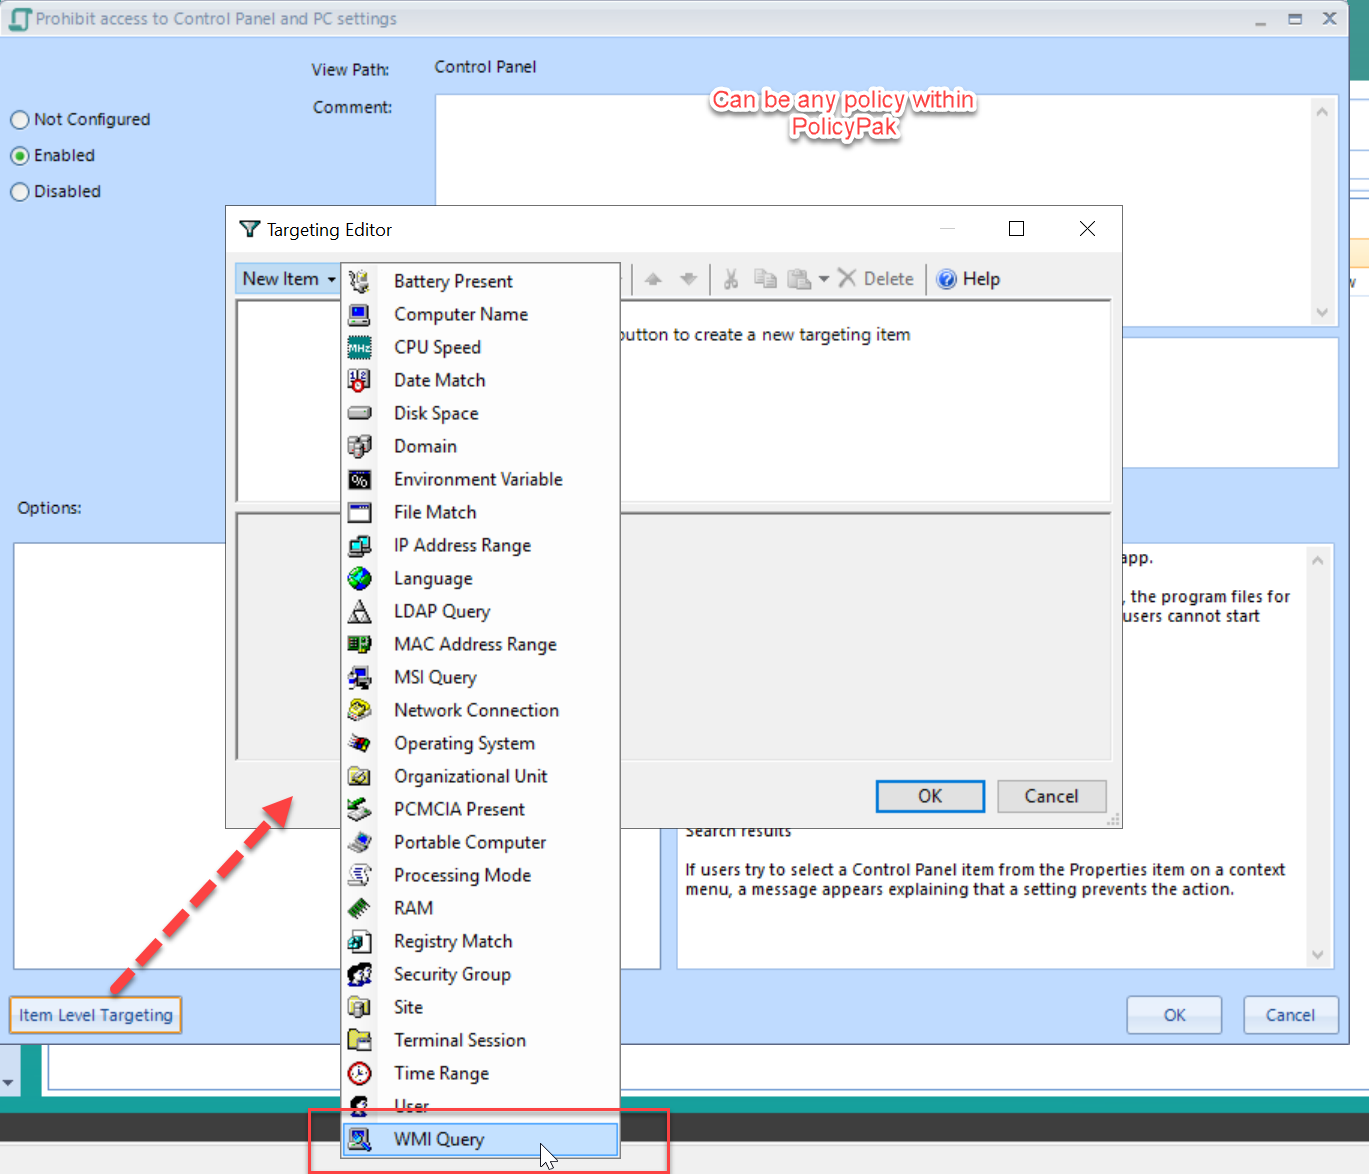 Prohibit access to Control Panel and PC settings
View Path:
Control Panel
Comment:
Can be any policy within
PolicyPak
Not Configured
Enabled
Disabled
Targeting Editor
New Item
Delete
Help
button to create a new targeting item
Battery Present
Computer Name
CPU Speed
Date Match
Disk Space
Domain
Environment Variable
File Match
IP Address Range
Language
LDAP Query
MAC Address Range
MSI Query
Network Connection
Operating System
Organizational Unit
PCMCIA Present
Portable Computer
Processing Mode
RAM
Registry Match
Security Group
Site
Terminal Session
Time Range
User
WMI Query
OK
Cancel
Options:
app.
, the program files for
users cannot start
Search results
If users try to select a Control Panel item from the Properties item on a context
menu, a message appears explaining that a setting prevents the action.
Item Level Targeting
OK
Cancel